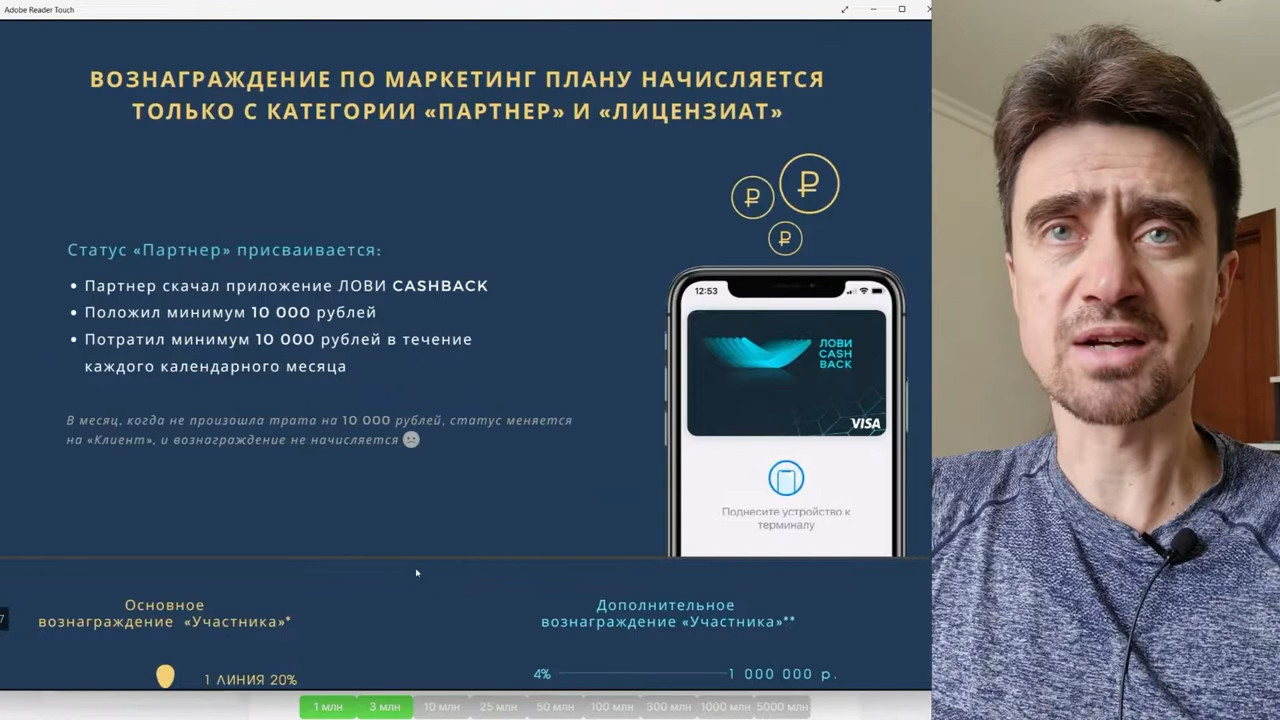 Adobe Reader Touch
ВОЗНАГРАЖДЕНИЕ ПО МАРКЕТИНГ ПЛАНУ НАЧИСЛЯЕТСЯ
ТОЛЬКО С КАТЕГОРИИ «ПАРТНЕР» И «ЛИЦЕНЗИАТ»
Статус «Партнер» присваивается:
• Партнер скачал приложение ЛОВИ CASHBACK
• Положил минимум 10 000 рублей
• Потратил минимум 10 000 рублей в течение
каждого календарного месяца
В месяц, когда не произошла трата на 10 000 рублей, статус меняется
на «Клиент», и вознаграждение не начисляется
12:53
ЛОВИ
CASH
BACK
VISA
Поднесите устройство к
терминалу
7
Основное
вознаграждение «Участника»*
1 ЛИНИЯ 20%
Дополнительное
вознаграждение «Участника»**
4% 1 000 000 р.
1 млн 3 млн 10 млн 25 млн 50 млн 100 млн 300 млн 1000 млн 5000 млн